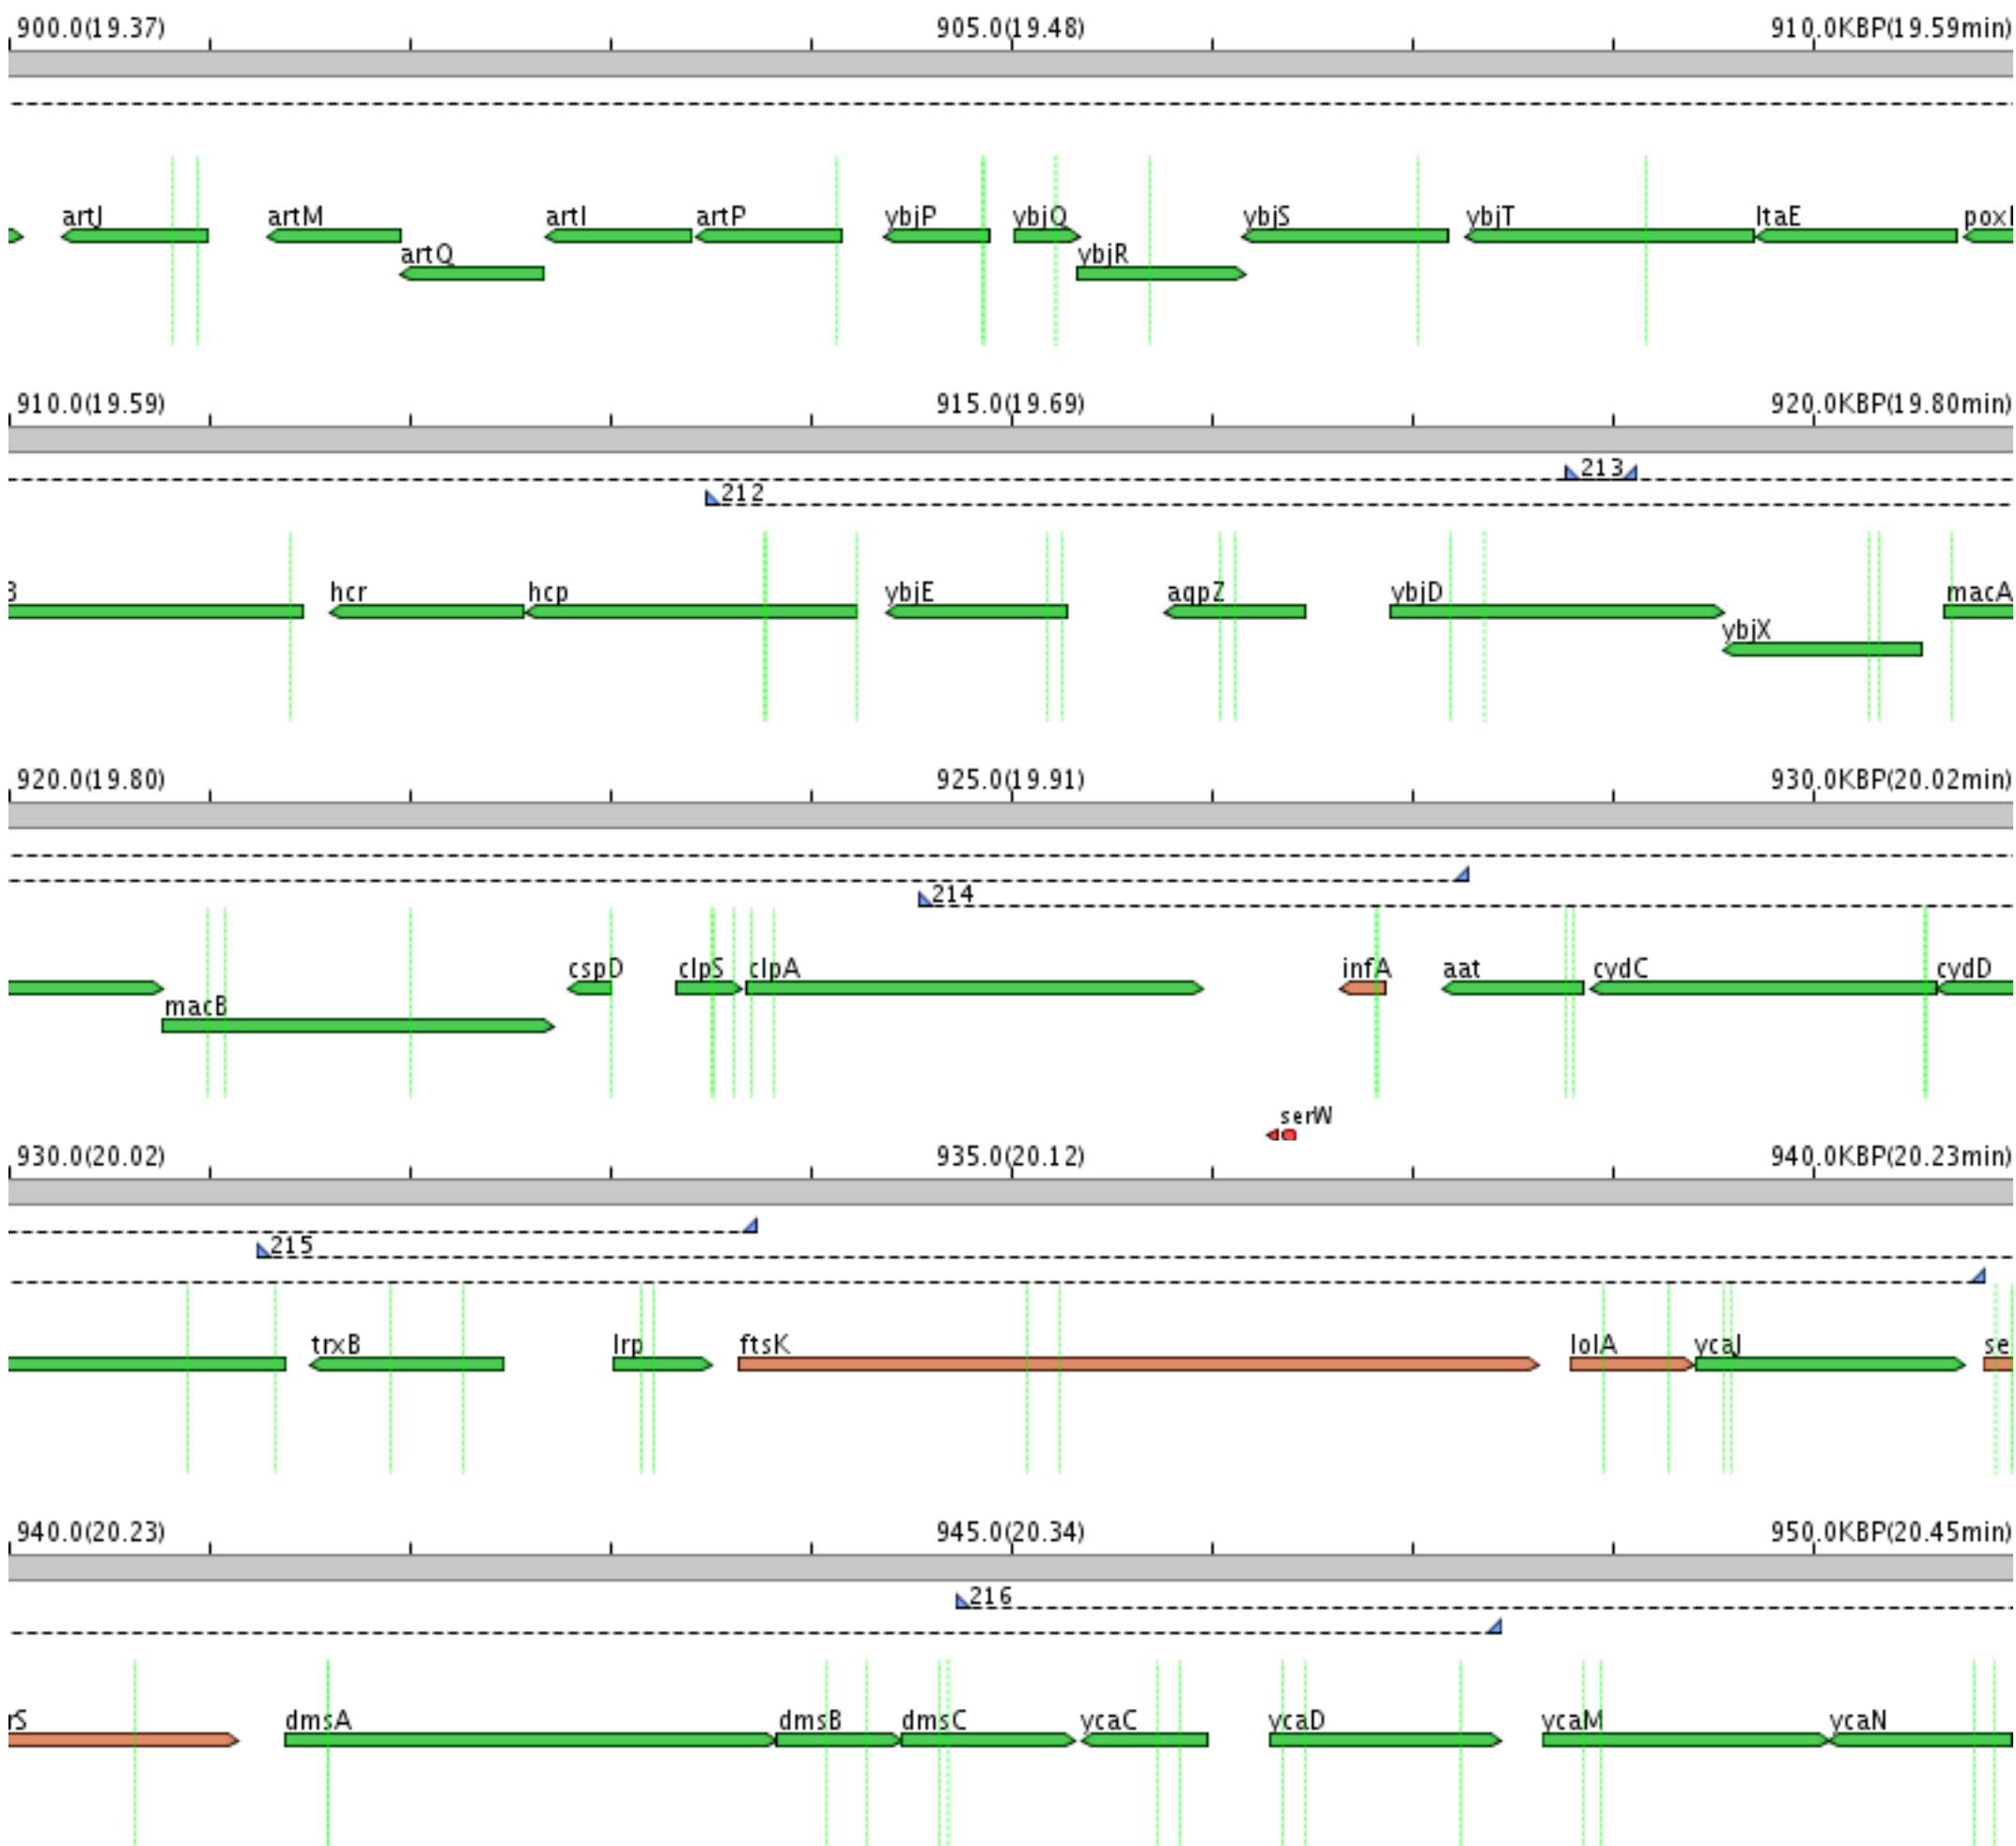 900.0(19.37) 905.0(19.48) 910.0KBP(19.59min)
artJ artM artI artP ybjP ybjQ ybjS ybjT ltaE poxB
artQ ybjR
910.0(19.59) 915.0(19.69) 920.0KBP(19.80min)
213
212
hcr hcp ybjE aqpZ ybjD macA
ybjX
920.0(19.80) 925.0(19.91) 930.0KBP(20.02min)
214
cspD clpS clpA infA aat cydC cydD
macB
serW
930.0(20.02) 935.0(20.12) 940.0KBP(20.23min)
215
trxB lrp ftsK lolA ycaJ se
940.0(20.23) 945.0(20.34) 950.0KBP(20.45min)
216
rS dmsA dmsB dmsC ycaC ycaD ycaM ycaN